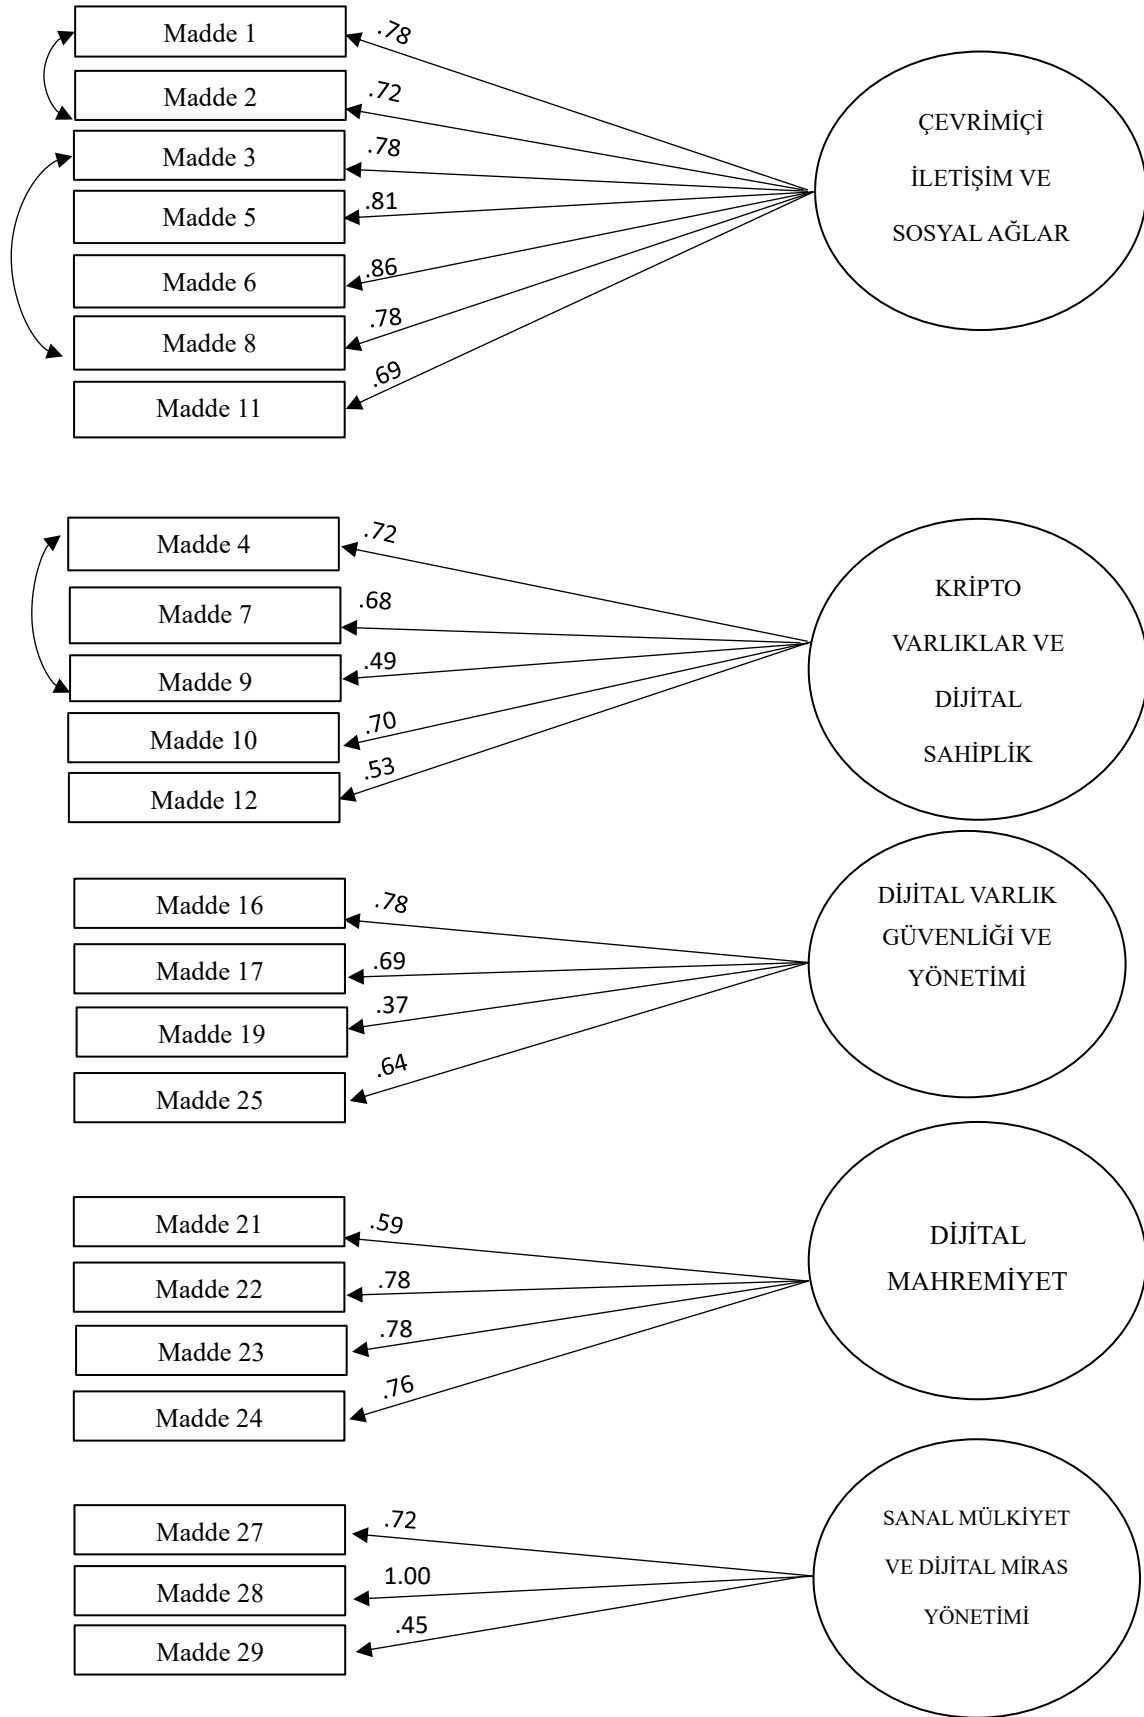 Madde 1
.78
Madde 2
.72
Madde 3
.78
Madde 5
.81
Madde 6
.86
Madde 8
.78
Madde 11
.69
ÇEVRİMİÇİ
İLETİŞİM VE
SOSYAL AĞLAR
Madde 4
.72
Madde 7
.68
Madde 9
.49
Madde 10
.70
Madde 12
.53
KRİPTO
VARLIKLAR VE
DİJİTAL
SAHİPLİK
Madde 16
.78
Madde 17
.69
Madde 19
.37
Madde 25
.64
DİJİTAL VARLIK
GÜVENLİĞİ VE
YÖNETİMİ
Madde 21
.59
Madde 22
.78
Madde 23
.78
Madde 24
.76
DİJİTAL
MAHREMİYET
Madde 27
.72
Madde 28
1.00
Madde 29
.45
SANAL MÜLKİYET
VE DİJİTAL MİRAS
YÖNETİMİ